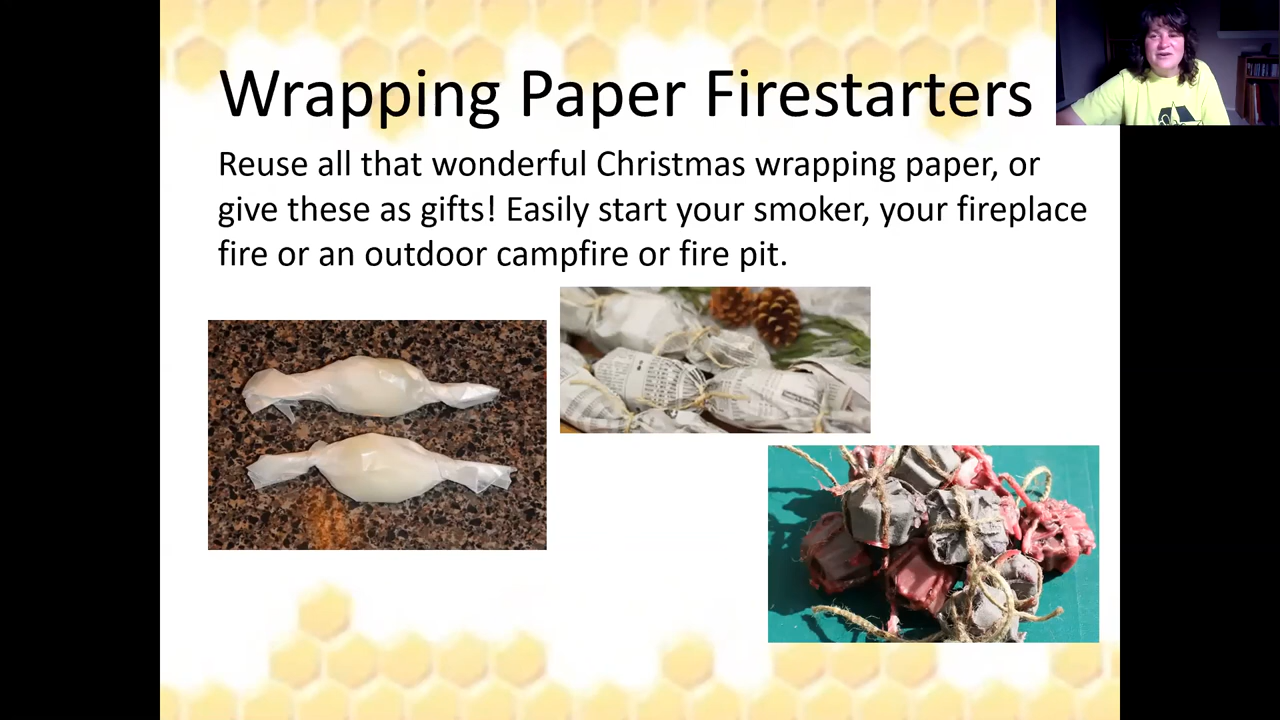 Wrapping Paper Firestarters
Reuse all that wonderful Christmas wrapping paper, or
give these as gifts! Easily start your smoker, your fireplace
fire or an outdoor campfire or fire pit.